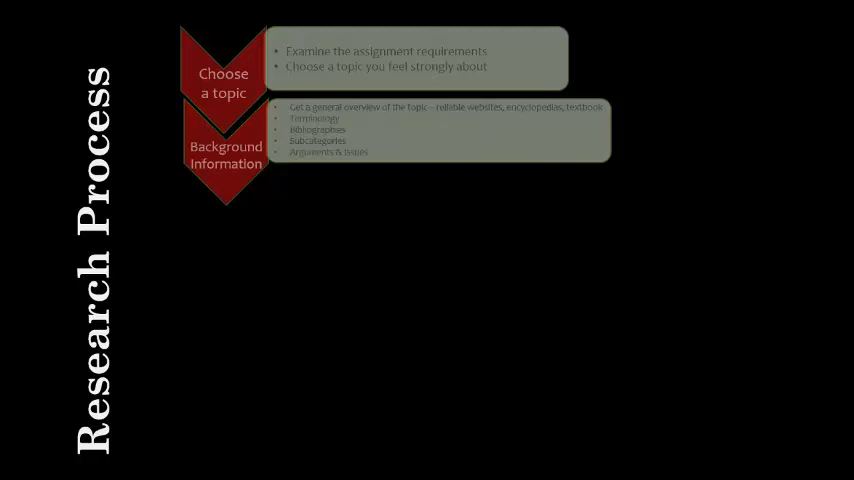 Research Process
Choose
a topic
• Examine the assignment requirements
• Choose a topic you feel strongly about
Background
Information
• Get a general overview of the topic – reliable websites, encyclopedias, textbook
• Terminology
• Bibliographies
• Subcategories
• Arguments & Issues